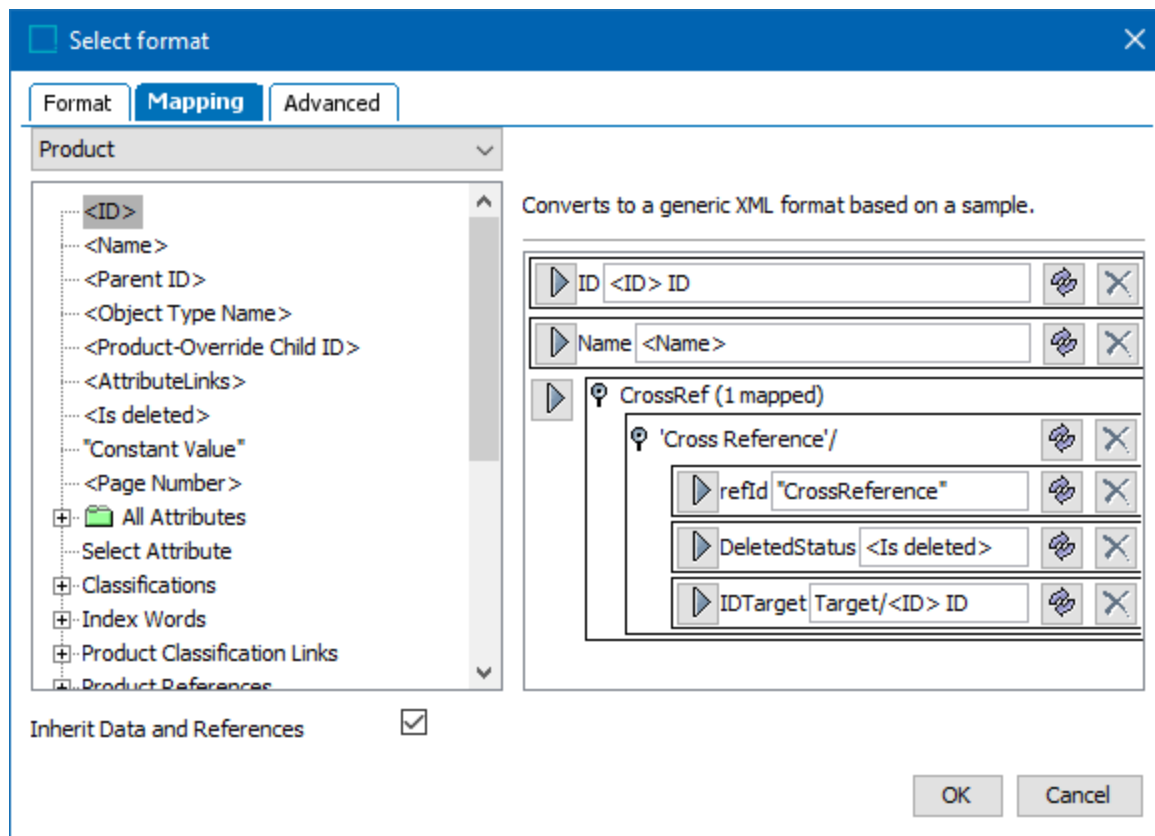 Select format
Format Mapping Advanced
Product
<ID>
<Name>
<Parent ID>
<Object Type Name>
<Product-Override Child ID>
<AttributeLinks>
<Is deleted>
"Constant Value"
<Page Number>
All Attributes
Select Attribute
Classifications
Index Words
Product Classification Links
Product References
Converts to a generic XML format based on a sample.
ID <ID> ID
Name <Name>
CrossRef (1 mapped)
'Cross Reference'/
refId "CrossReference"
DeletedStatus <Is deleted>
IDTarget Target/<ID> ID
Inherit Data and References
OK Cancel